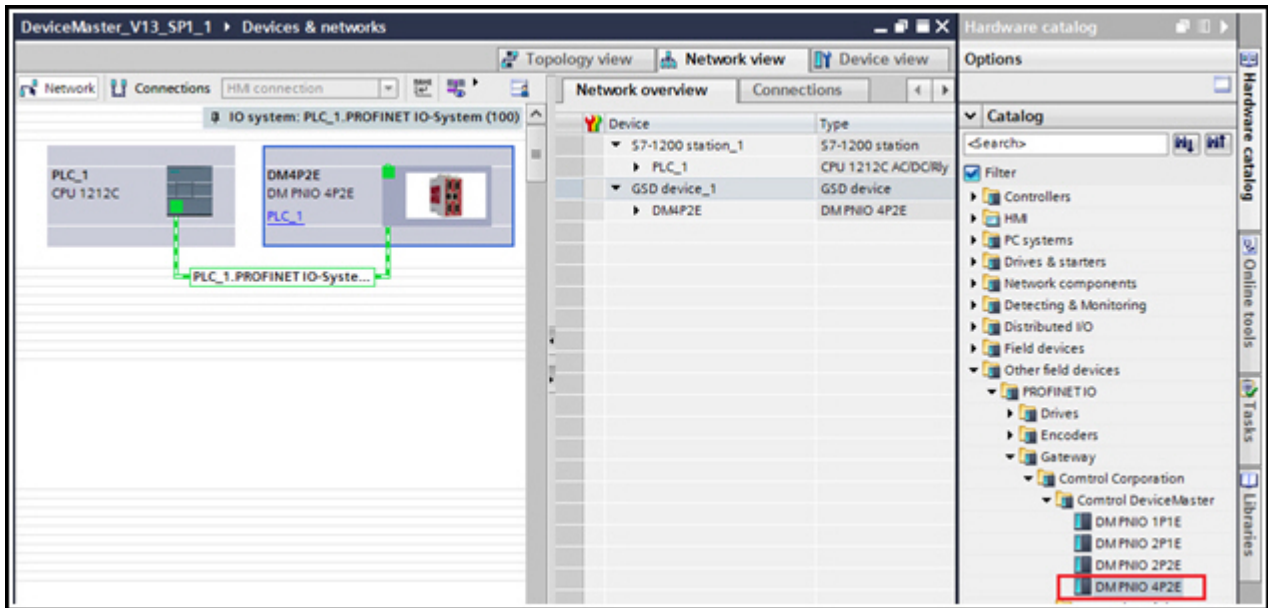 DeviceMaster_V13_SP1_1 ▸ Devices & networks
Topology view
Network view
Device view
Network
Connections
HMI connection
IO system: PLC_1.PROFINET IO-System (100)
PLC_1
CPU 1212C
DM4P2E
DM PNIO 4P2E
PLC_1
PLC_1.PROFINET IO-Syste...
Network overview
Connections
Device
Type
S7-1200 station_1
S7-1200 station
PLC_1
CPU 1212C AC/DC/Rly
GSD device_1
GSD device
DM4P2E
DM PNIO 4P2E
Hardware catalog
Options
Catalog
<Search>
Filter
Controllers
HMI
PC systems
Drives & starters
Network components
Detecting & Monitoring
Distributed I/O
Field devices
Other field devices
PROFINET IO
Drives
Encoders
Gateway
Comtrol Corporation
Comtrol DeviceMaster
DM PNIO 1P1E
DM PNIO 2P1E
DM PNIO 2P2E
DM PNIO 4P2E
Hardware catalog
Online tools
Tasks
Libraries